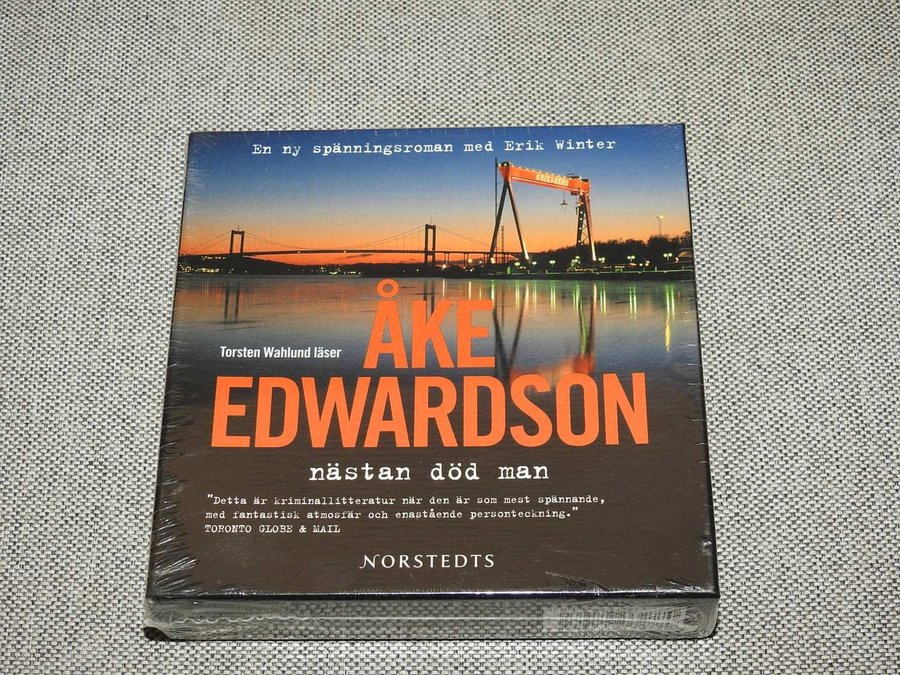 En ny spänningsroman med Erik Winter
ERIKSBERG
ÅKE
Torsten Wahlund läser
EDWARDSON
nästan död man
”Detta är kriminallitteratur när den är som mest spännande,
med fantastisk atmosfär och enastående personteckning.”
TORONTO GLOBE & MAIL
NORSTEDTS